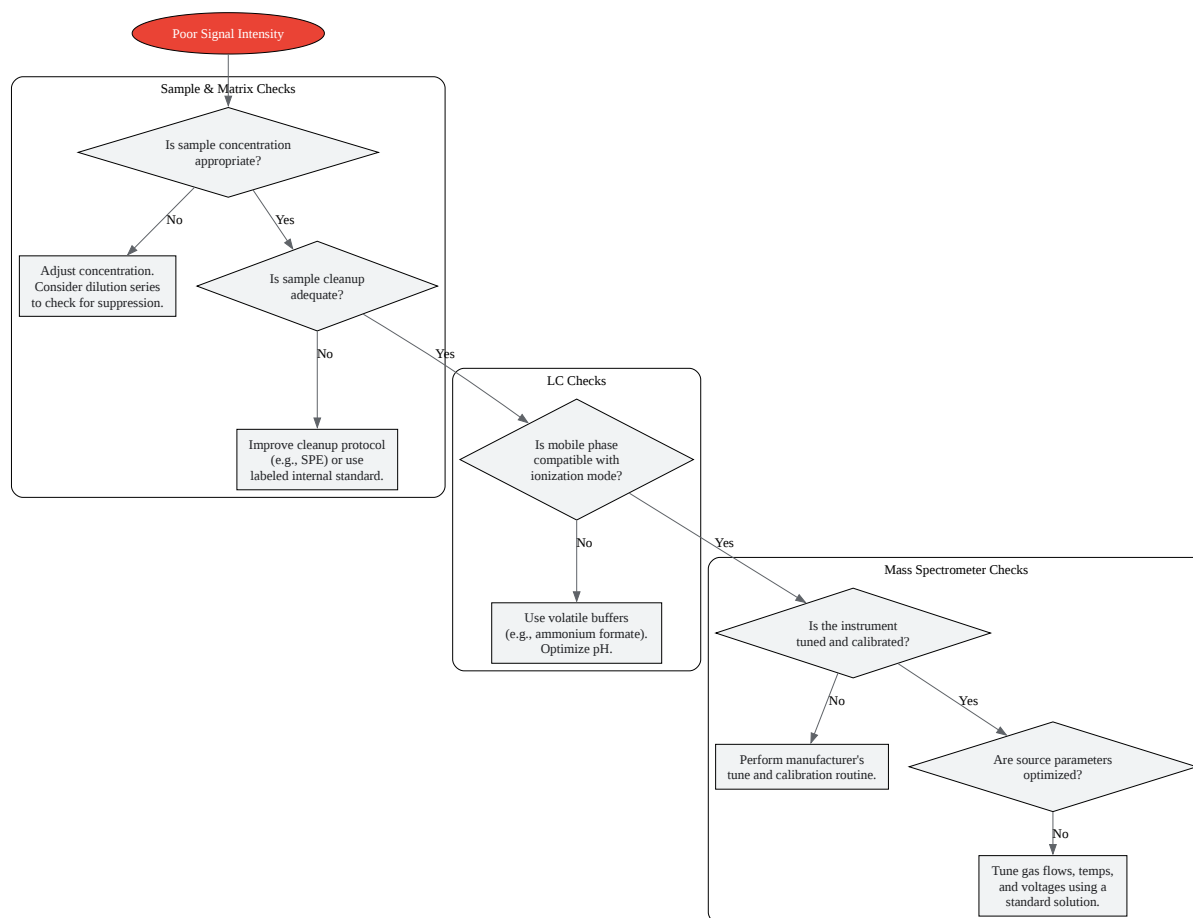 Poor Signal Intensity
Sample & Matrix Checks
Is sample concentration
appropriate?
No
Yes
Adjust concentration.
Consider dilution series
to check for suppression.
Is sample cleanup
adequate?
No
Yes
Improve cleanup protocol
(e.g., SPE) or use
labeled internal standard.
LC Checks
Is mobile phase
compatible with
ionization mode?
No
Yes
Use volatile buffers
(e.g., ammonium formate).
Optimize pH.
Mass Spectrometer Checks
Is the instrument
tuned and calibrated?
No
Yes
Perform manufacturer's
tune and calibration routine.
Are source parameters
optimized?
No
Tune gas flows, temps,
and voltages using a
standard solution.